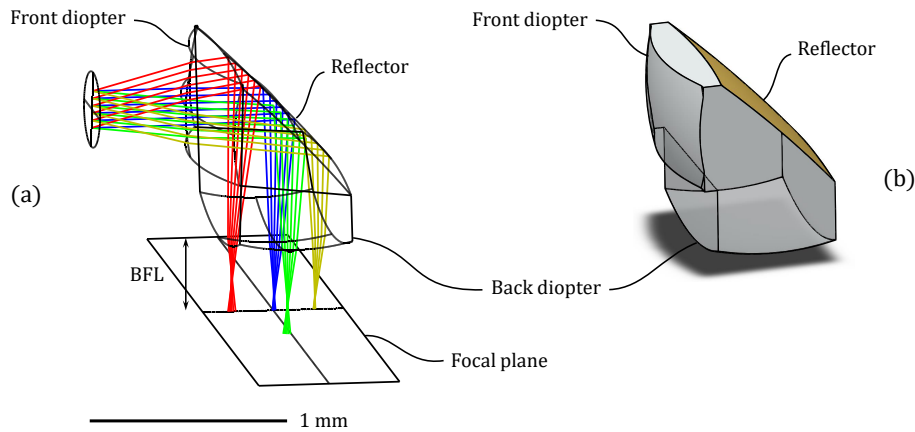 Front diopter
Reflector
(a)
BFL
Back diopter
Focal plane
1 mm
Front diopter
Reflector
(b)